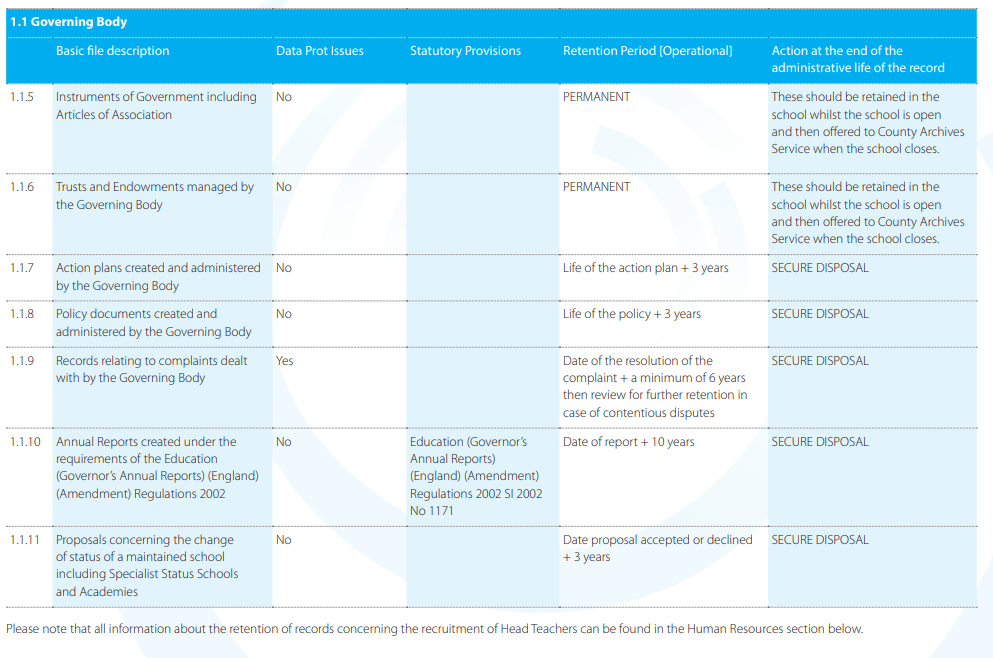 1.1 Governing Body
Basic file description Data Prot Issues Statutory Provisions Retention Period [Operational] Action at the end of the
administrative life of the record
1.1.5 Instruments of Government including No PERMANENT These should be retained in the
Articles of Association school whilst the school is open
and then offered to County Archives
Service when the school closes.
1.1.6 Trusts and Endowments managed by No PERMANENT These should be retained in the
the Governing Body school whilst the school is open
and then offered to County Archives
Service when the school closes.
1.1.7 Action plans created and administered No Life of the action plan + 3 years SECURE DISPOSAL
by the Governing Body
1.1.8 Policy documents created and No Life of the policy + 3 years SECURE DISPOSAL
administered by the Governing Body
1.1.9 Records relating to complaints dealt Yes Date of the resolution of the SECURE DISPOSAL
with by the Governing Body complaint + a minimum of 6 years
then review for further retention in
case of contentious disputes
1.1.10 Annual Reports created under the No Education (Governor’s Date of report + 10 years SECURE DISPOSAL
requirements of the Education Annual Reports)
(Governor’s Annual Reports) (England) (England) (Amendment)
(Amendment) Regulations 2002 Regulations 2002 SI 2002
No 1171
1.1.11 Proposals concerning the change No Date proposal accepted or declined SECURE DISPOSAL
of status of a maintained school + 3 years
including Specialist Status Schools
and Academies
Please note that all information about the retention of records concerning the recruitment of Head Teachers can be found in the Human Resources section below.